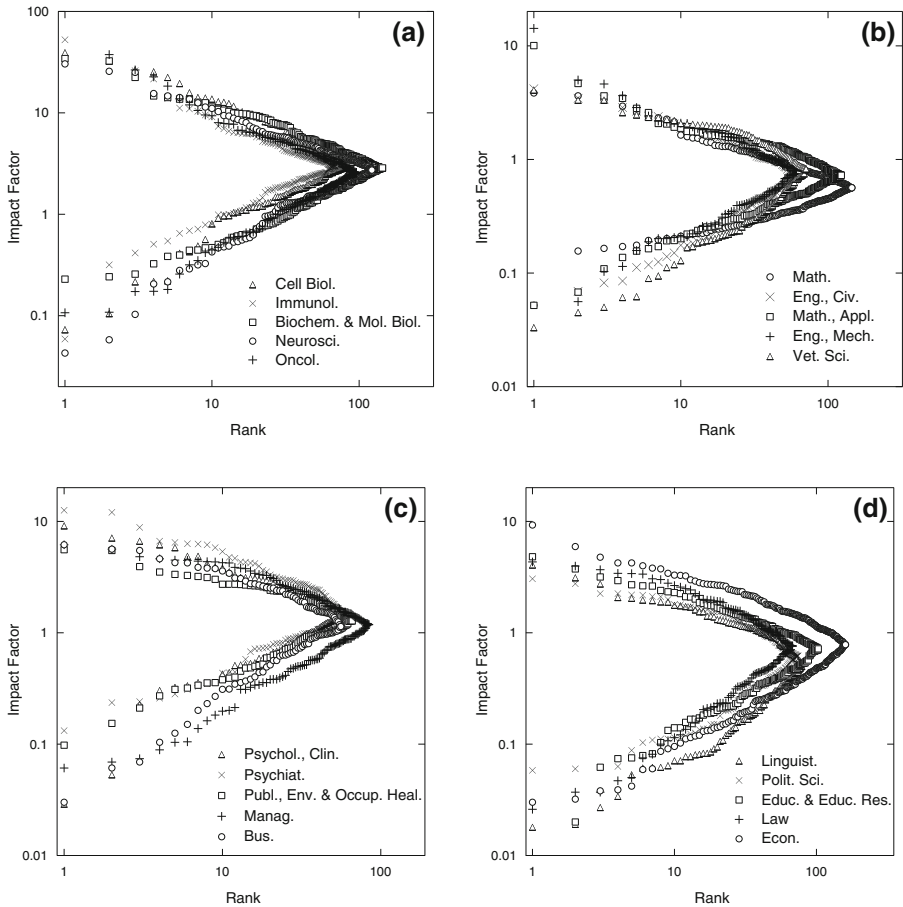 (a)
100
10
1
0.1
Impact Factor
Cell Biol.
Immunol.
Biochem. & Mol. Biol.
Neurosci.
Oncol.
1
10
100
Rank
(b)
10
1
0.1
0.01
Impact Factor
Math.
Eng., Civ.
Math., Appl.
Eng., Mech.
Vet. Sci.
1
10
100
Rank
(c)
10
1
0.1
0.01
Impact Factor
Psychol., Clin.
Psychiat.
Publ., Env. & Occup. Heal.
Manag.
Bus.
1
10
100
Rank
(d)
10
1
0.1
0.01
Impact Factor
Linguist.
Polit. Sci.
Educ. & Educ. Res.
Law
Econ.
1
10
100
Rank